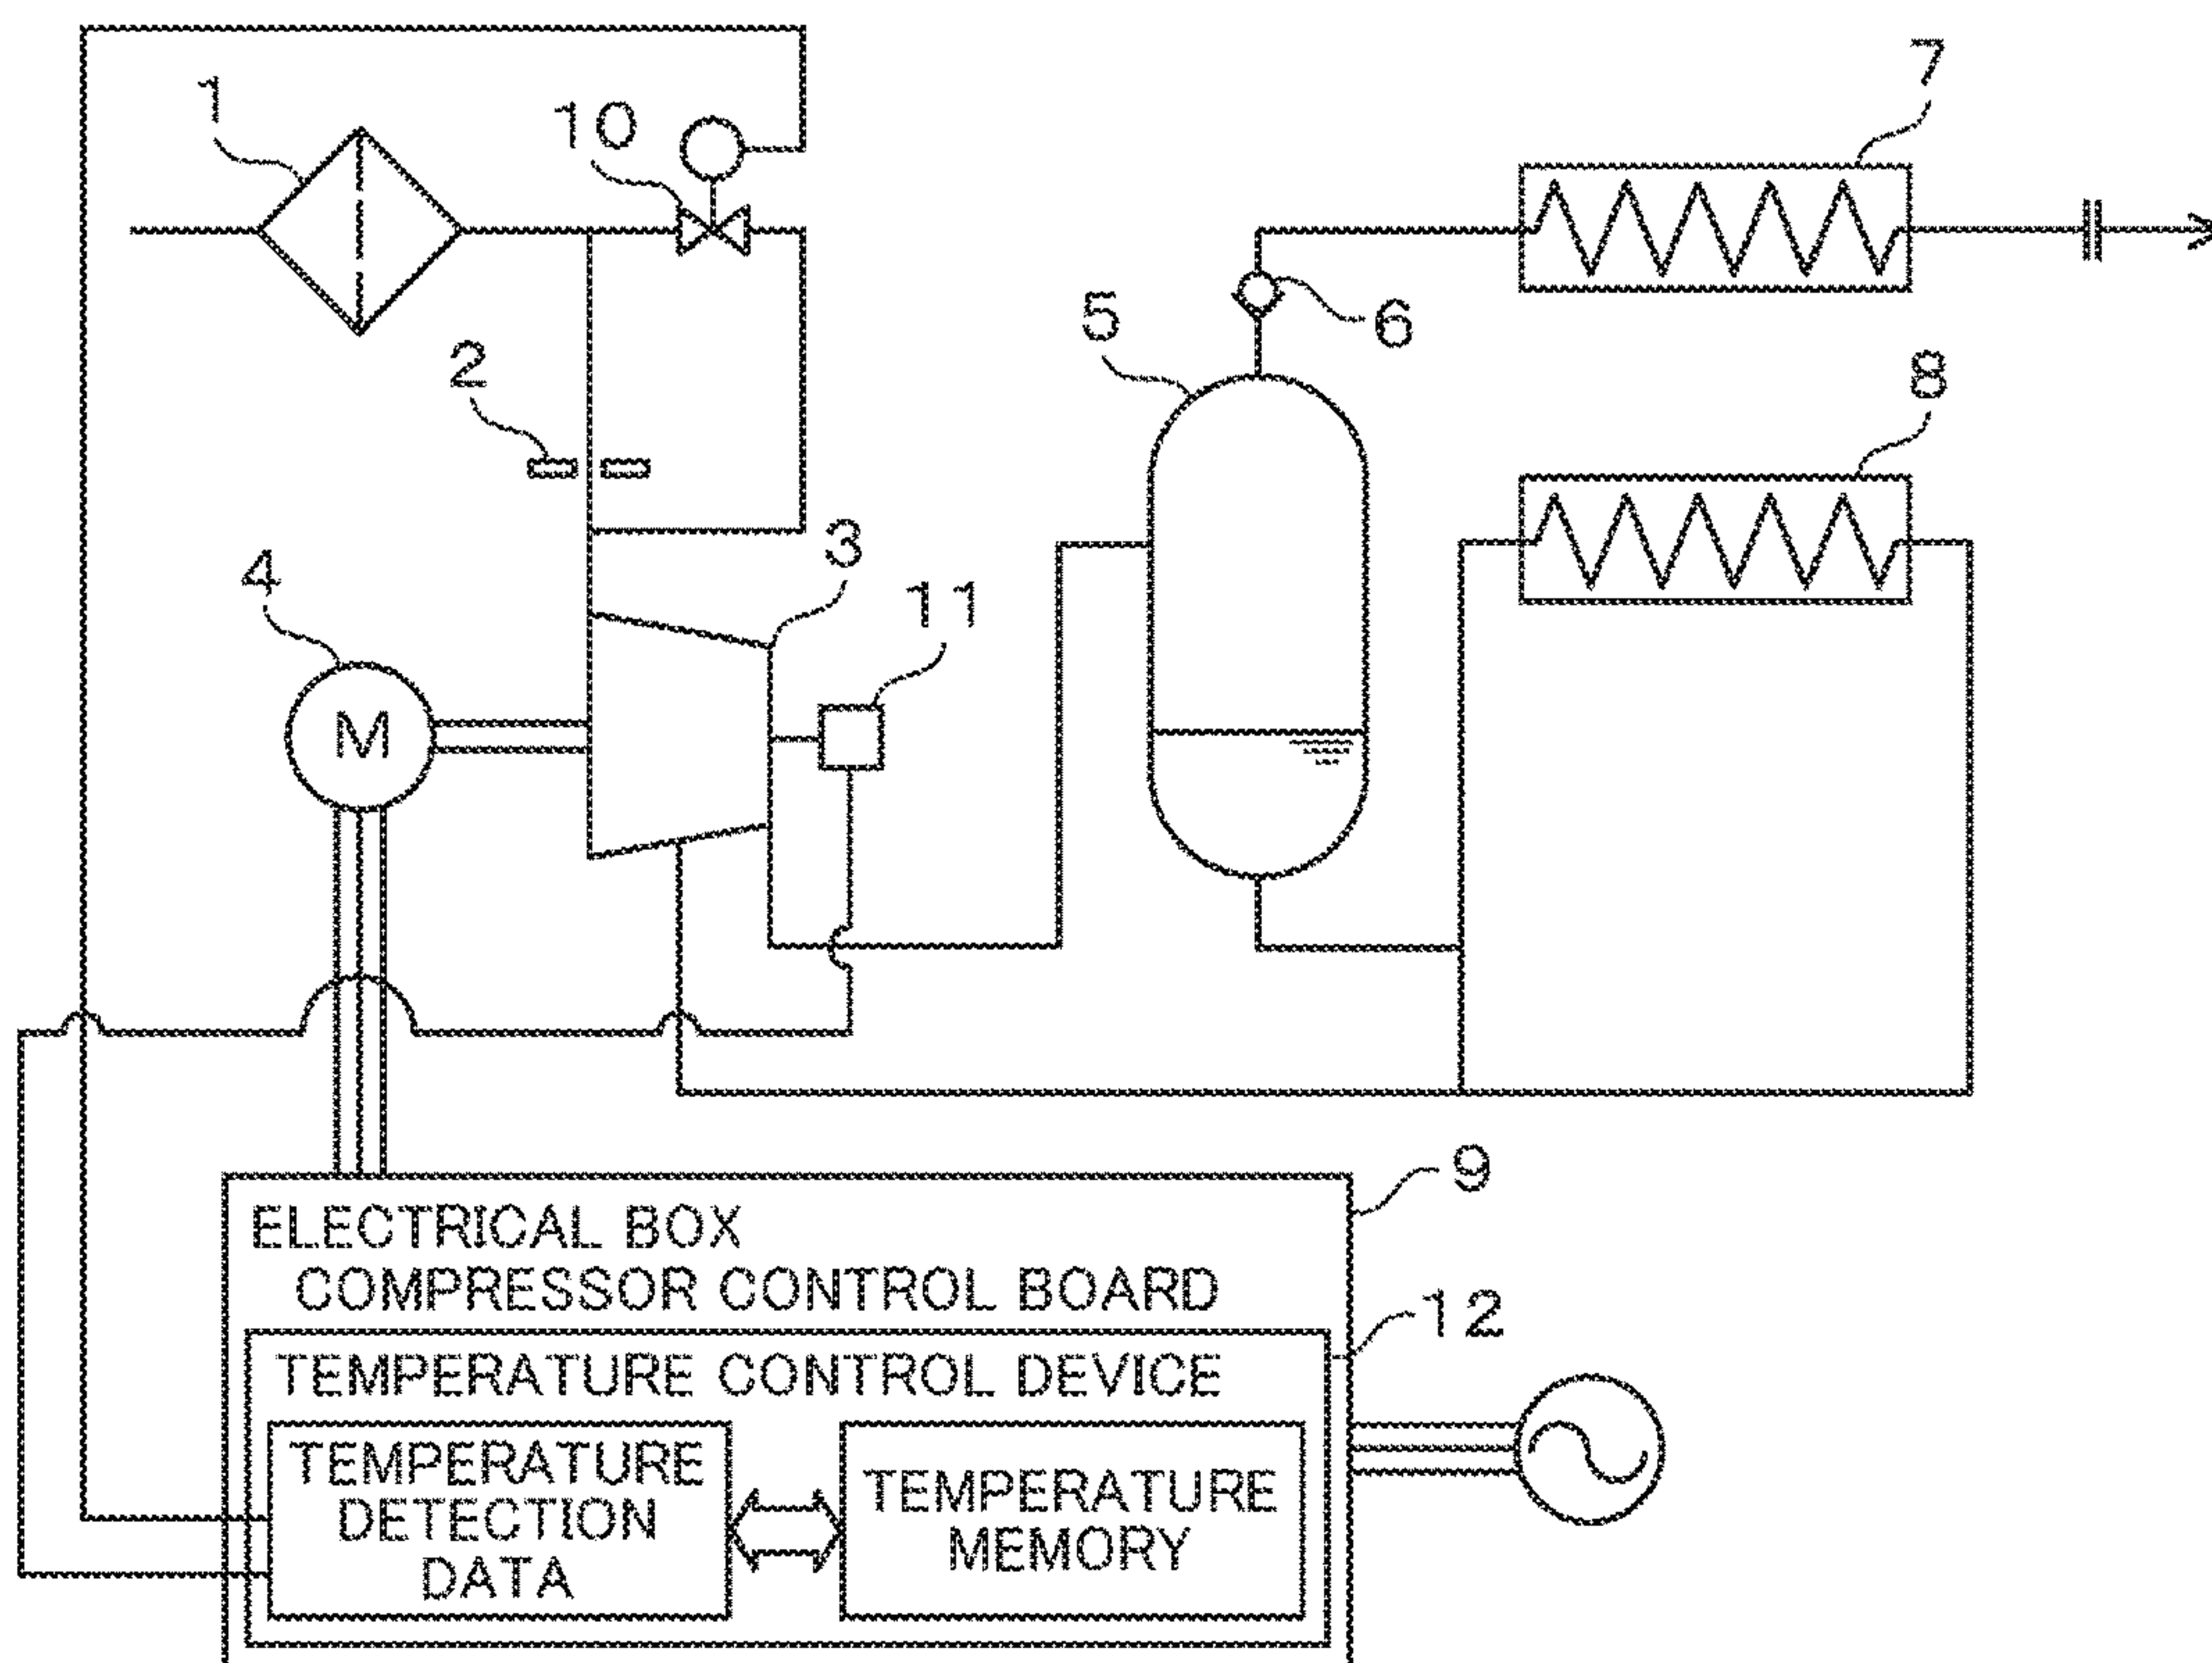 7
1
10
5
6
2
8
3
4
11
M
9
ELECTRICAL BOX
COMPRESSOR CONTROL BOARD
12
TEMPERATURE CONTROL DEVICE
TEMPERATURE
DETECTION
DATA
TEMPERATURE
MEMORY